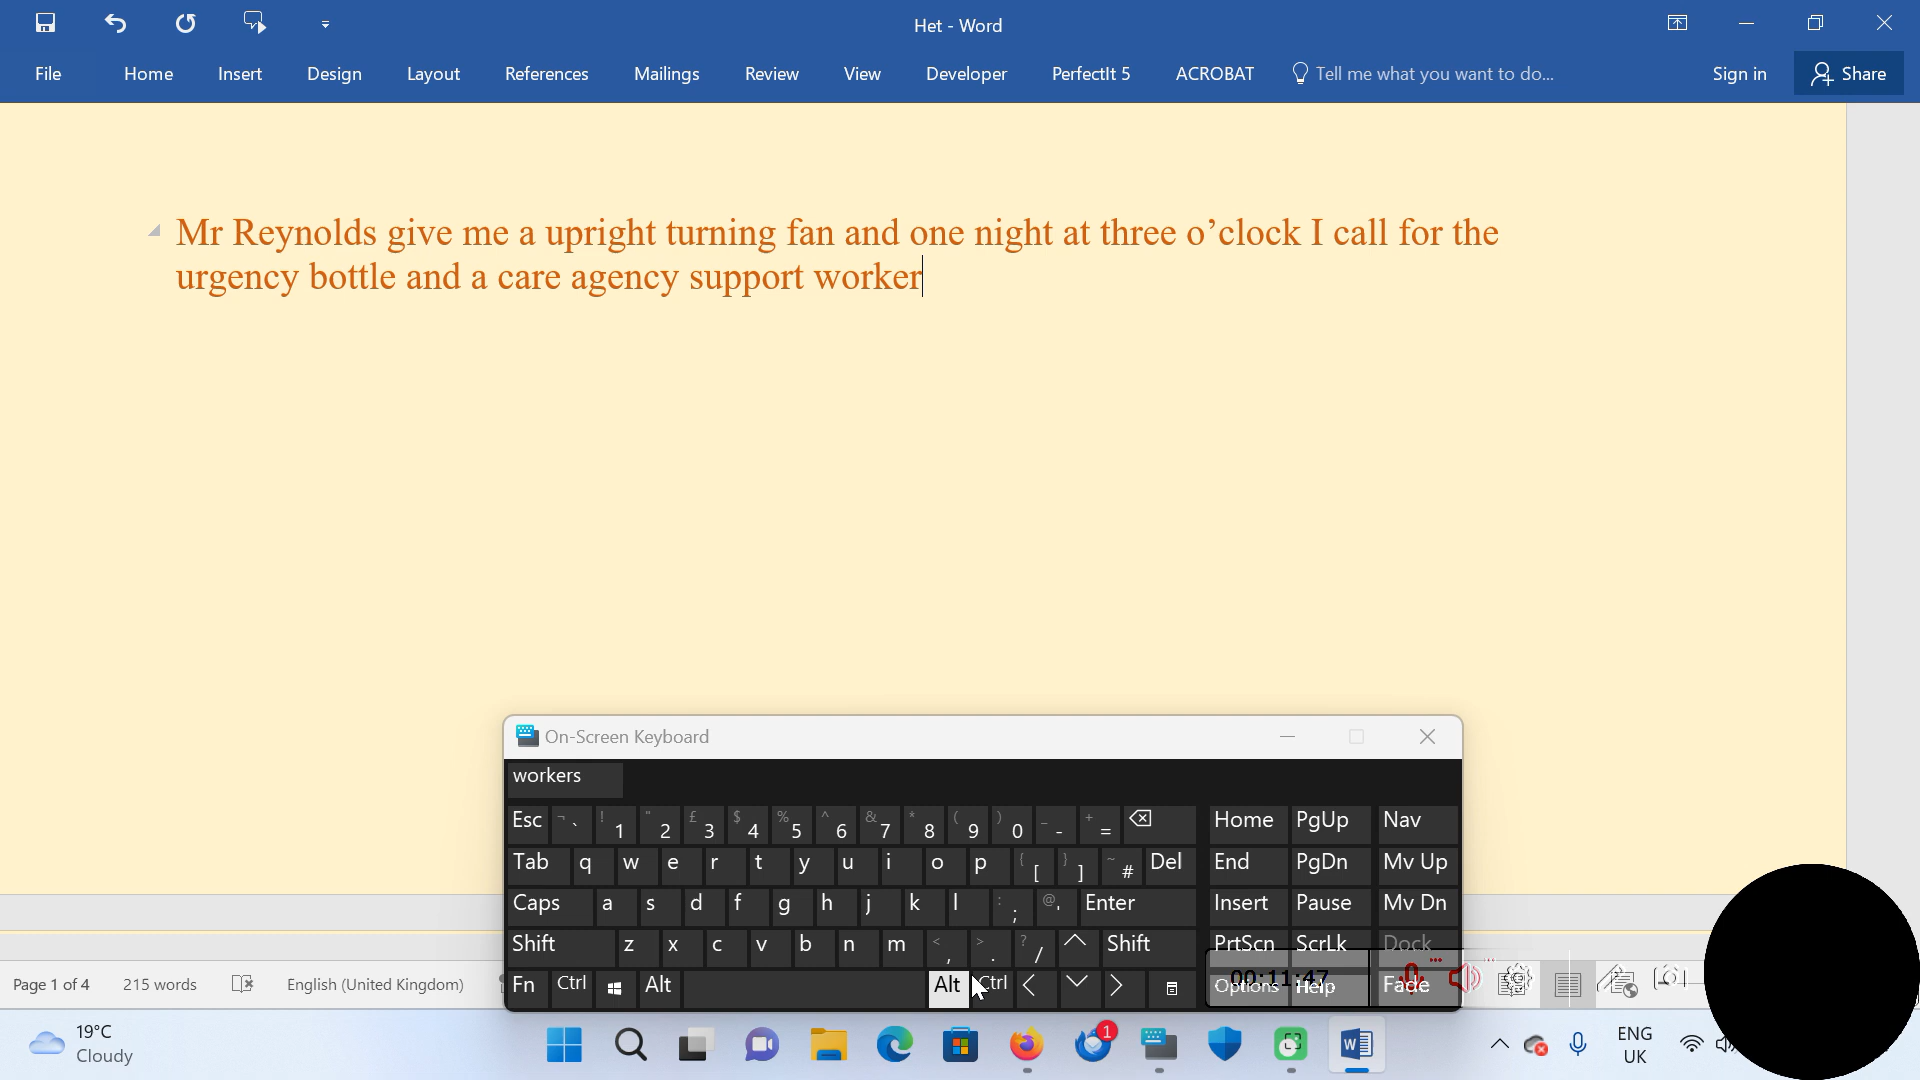 Het - Word
File Home Insert Design Layout References Mailings Review View Developer PerfectIt 5 ACROBAT Tell me what you want to do... Sign in Share
Mr Reynolds give me a upright turning fan and one night at three o’clock I call for the
urgency bottle and a care agency support worker
On-Screen Keyboard
workers
Esc ¬ ` ! 1 " 2 £ 3 $ 4 % 5 ^ 6 & 7 * 8 ( 9 ) 0 _ - + = Home PgUp Nav
Tab q w e r t y u i o p { [ } ] ~ # Del End PgDn Mv Up
Caps a s d f g h j k l : ; @ ' Enter Insert Pause Mv Dn
Shift z x c v b n m < , > . ? / Shift PrtScn ScrLk Dock
Fn Ctrl Alt Alt Ctrl Options Help Fade
00:11:47
Page 1 of 4 215 words English (United Kingdom)
19°C
Cloudy
1
ENG
UK